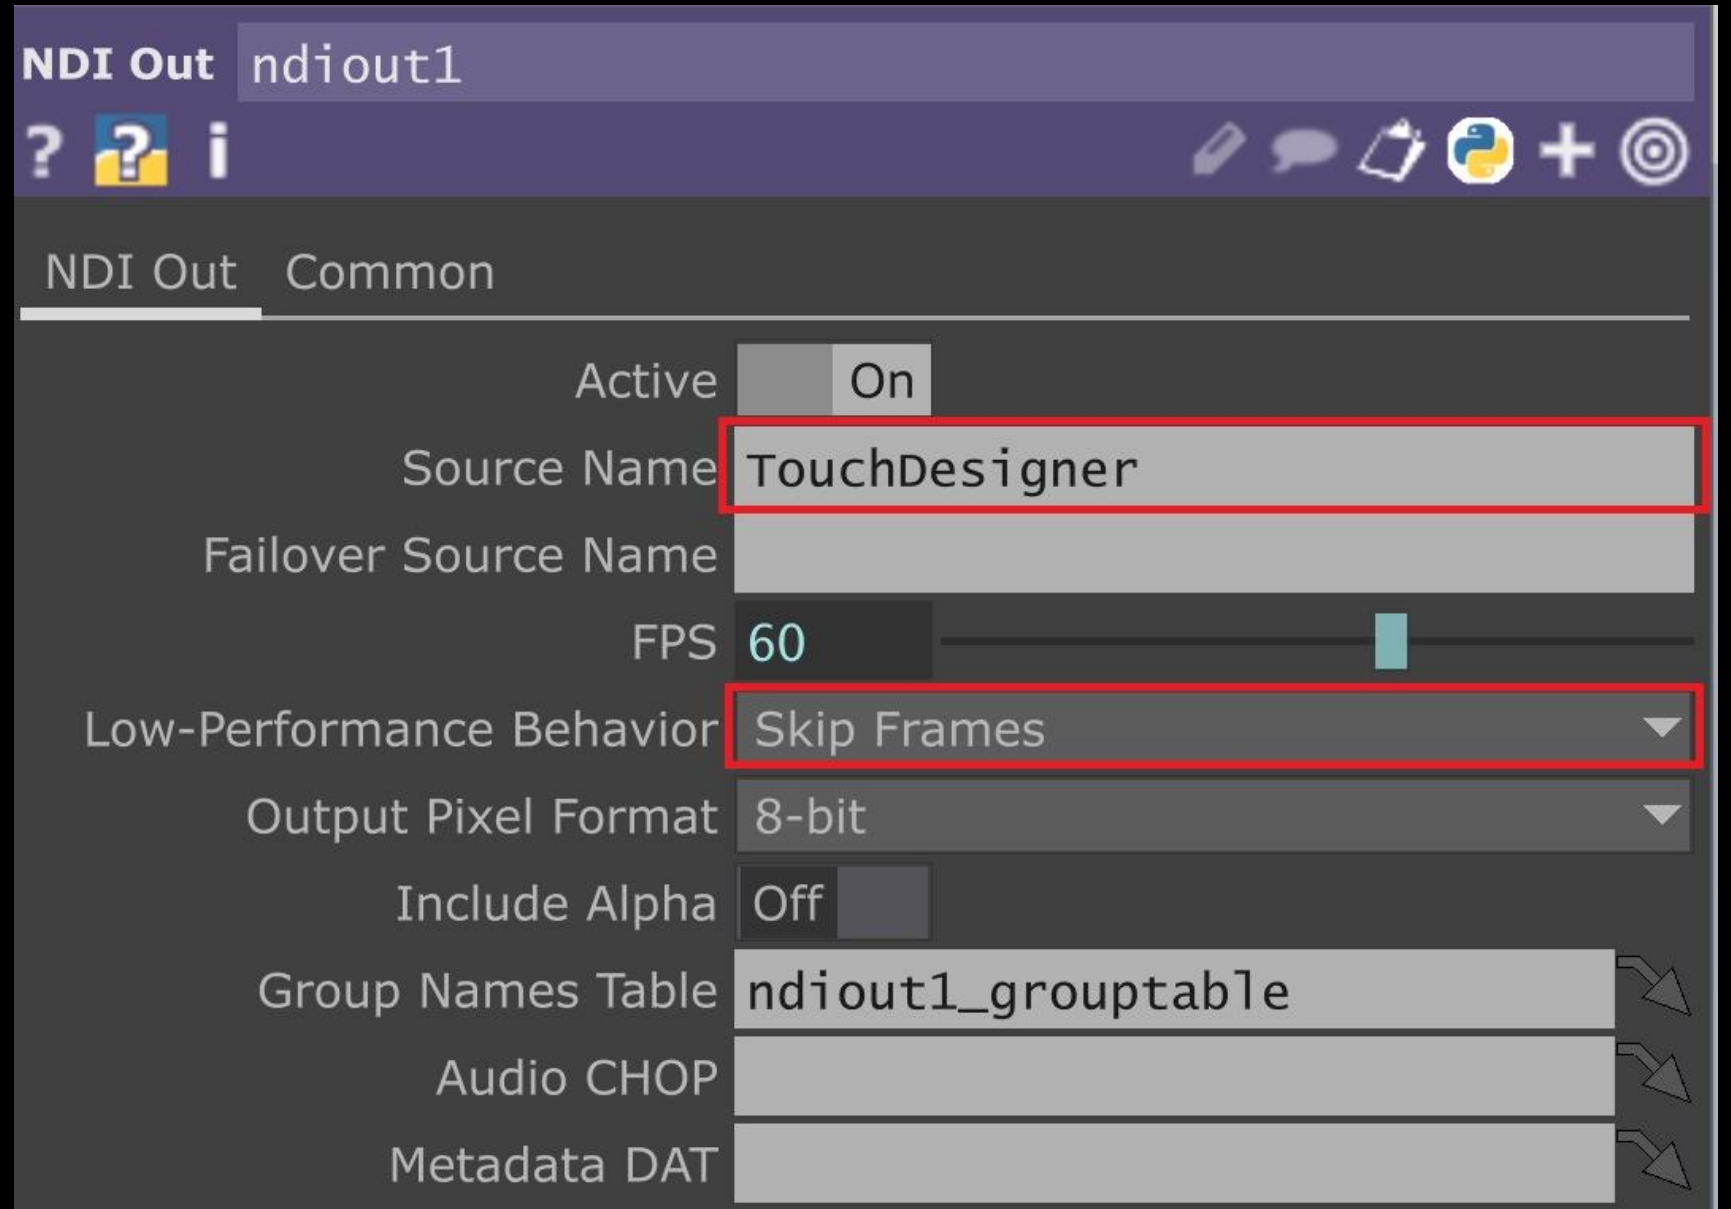 NDI Out ndiout1
? ? i
NDI Out Common
Active On
Source Name TouchDesigner
Failover Source Name
FPS 60
Low-Performance Behavior Skip Frames
Output Pixel Format 8-bit
Include Alpha Off
Group Names Table ndiout1_grouptable
Audio CHOP
Metadata DAT